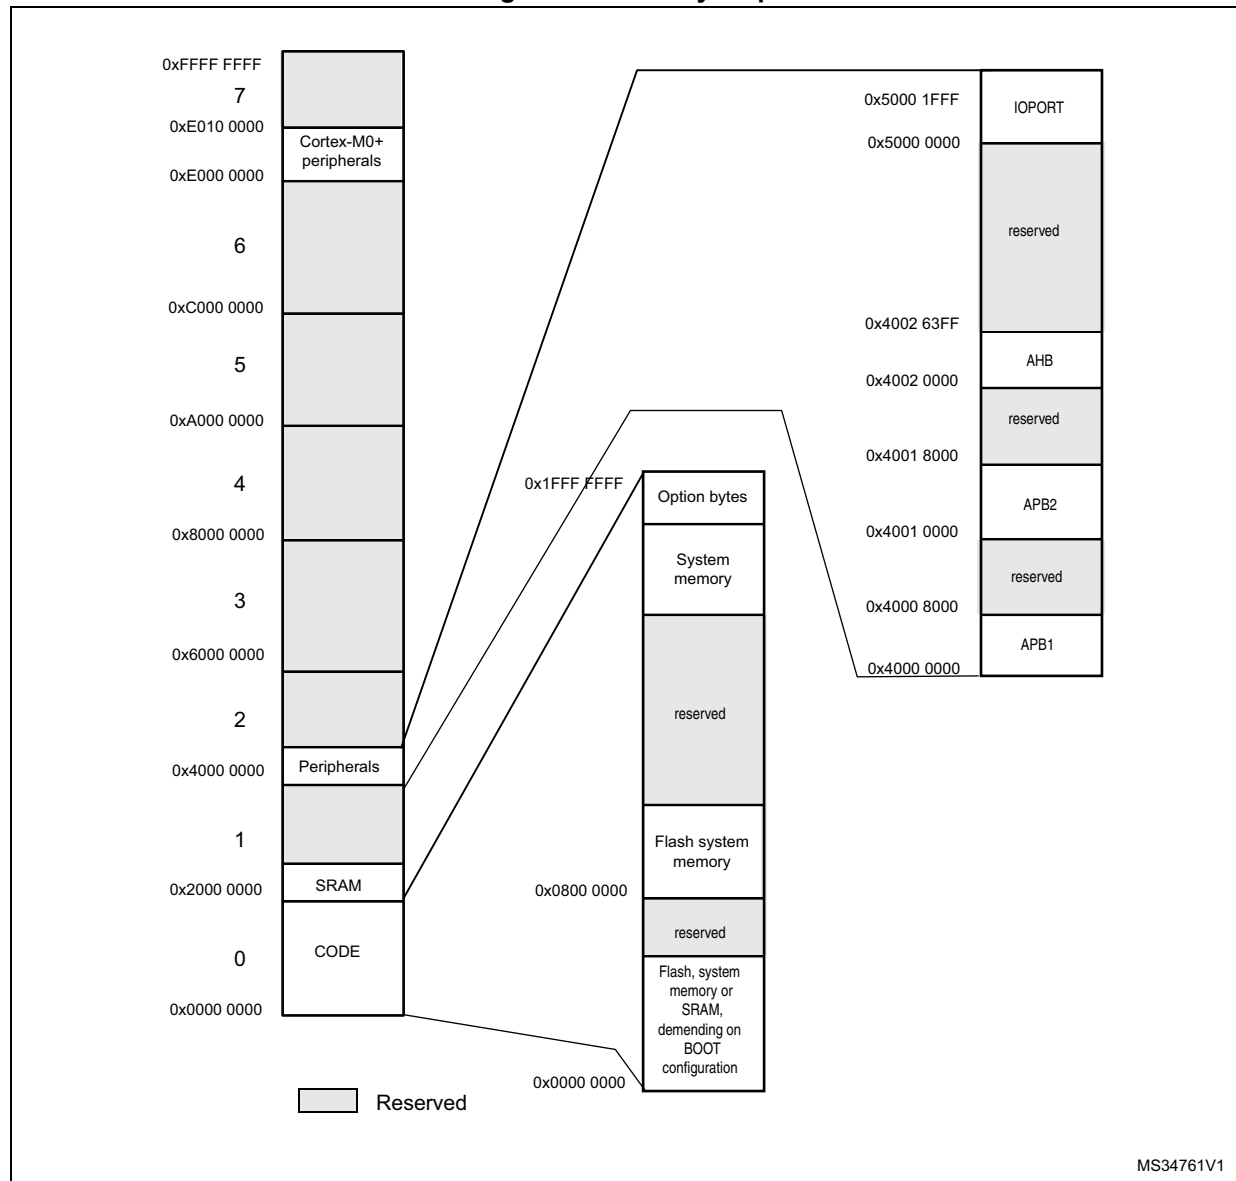 0xFFFF FFFF
7
0xE010 0000
Cortex-M0+
peripherals
0xE000 0000
6
0xC000 0000
5
0xA000 0000
4
0x8000 0000
3
0x6000 0000
2
0x4000 0000
Peripherals
1
0x2000 0000
SRAM
0
CODE
0x0000 0000
0x1FFF FFFF
Option bytes
System
memory
reserved
Flash system
memory
0x0800 0000
reserved
Flash, system
memory or
SRAM,
demending on
BOOT
configuration
0x0000 0000
0x5000 1FFF
IOPORT
0x5000 0000
reserved
0x4002 63FF
AHB
0x4002 0000
reserved
0x4001 8000
APB2
0x4001 0000
reserved
0x4000 8000
APB1
0x4000 0000
Reserved
MS34761V1